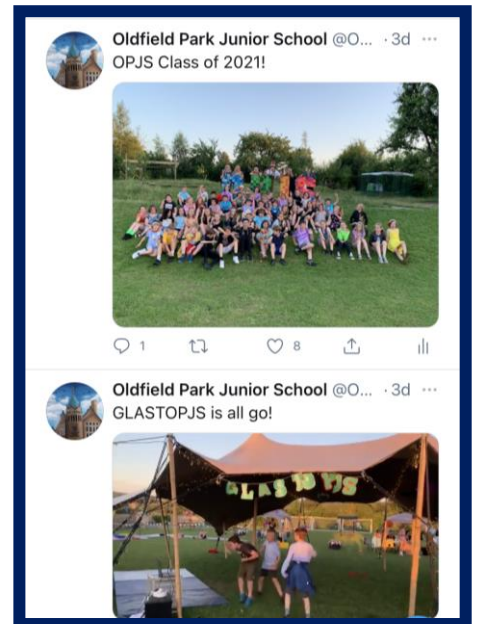 Oldfield Park Junior School @O... · 3d ...
OPJS Class of 2021!
1
8
Oldfield Park Junior School @O... · 3d ...
GLASTOPJS is all go!
GLASTOPJS